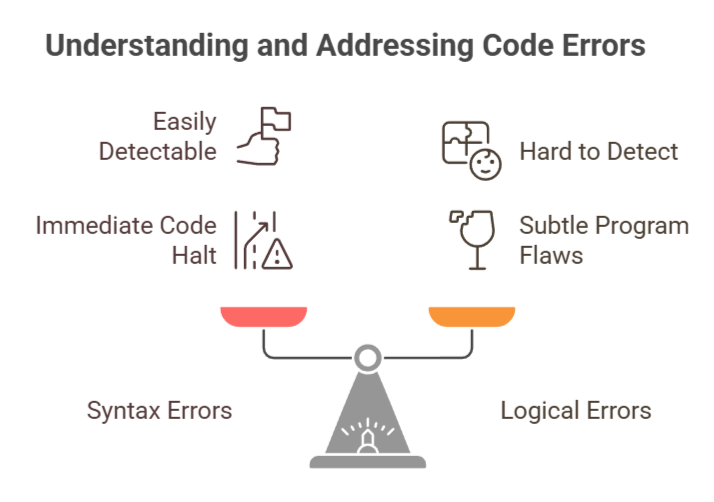 Understanding and Addressing Code Errors
Easily
Detectable
Hard to Detect
Immediate Code
Halt
Subtle Program
Flaws
Syntax Errors
Logical Errors